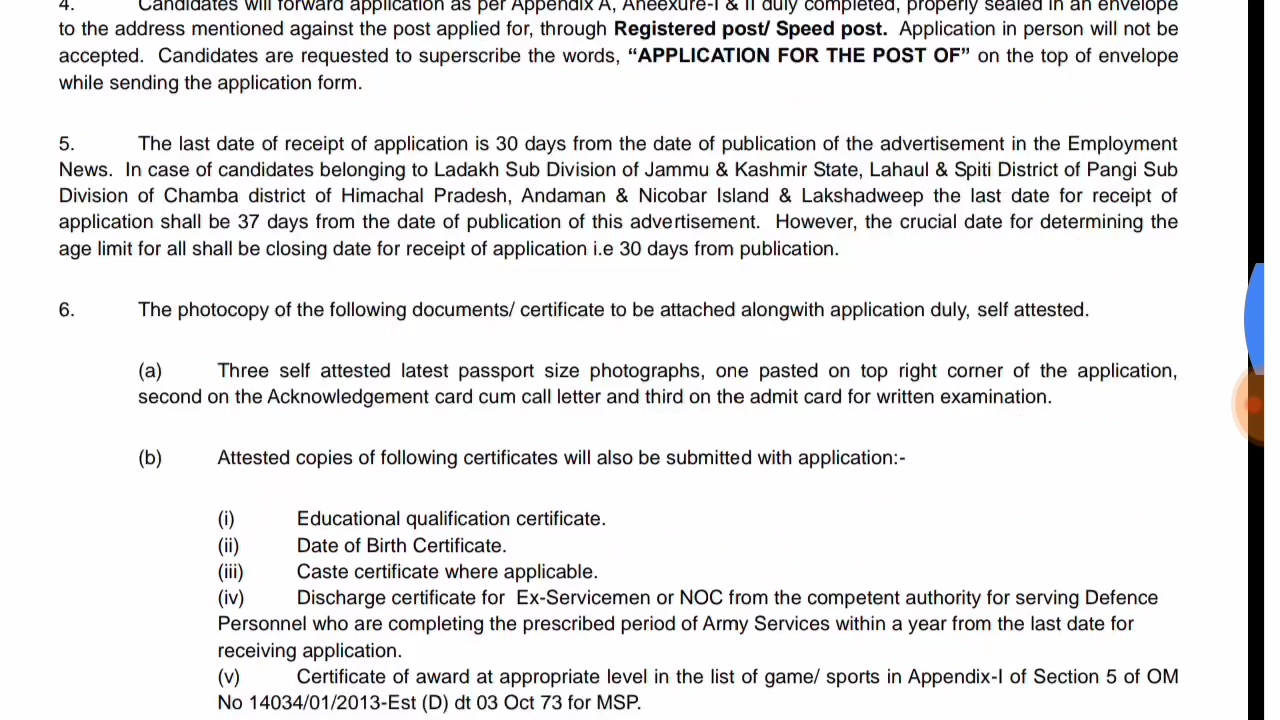 4. Candidates will forward application as per Appendix A, Aneexure-I & II duly completed, properly sealed in an envelope
to the address mentioned against the post applied for, through Registered post/ Speed post. Application in person will not be
accepted. Candidates are requested to superscribe the words, “APPLICATION FOR THE POST OF” on the top of envelope
while sending the application form.
5. The last date of receipt of application is 30 days from the date of publication of the advertisement in the Employment
News. In case of candidates belonging to Ladakh Sub Division of Jammu & Kashmir State, Lahaul & Spiti District of Pangi Sub
Division of Chamba district of Himachal Pradesh, Andaman & Nicobar Island & Lakshadweep the last date for receipt of
application shall be 37 days from the date of publication of this advertisement. However, the crucial date for determining the
age limit for all shall be closing date for receipt of application i.e 30 days from publication.
6. The photocopy of the following documents/ certificate to be attached alongwith application duly, self attested.
(a) Three self attested latest passport size photographs, one pasted on top right corner of the application,
second on the Acknowledgement card cum call letter and third on the admit card for written examination.
(b) Attested copies of following certificates will also be submitted with application:-
(i) Educational qualification certificate.
(ii) Date of Birth Certificate.
(iii) Caste certificate where applicable.
(iv) Discharge certificate for Ex-Servicemen or NOC from the competent authority for serving Defence
Personnel who are completing the prescribed period of Army Services within a year from the last date for
receiving application.
(v) Certificate of award at appropriate level in the list of game/ sports in Appendix-I of Section 5 of OM
No 14034/01/2013-Est (D) dt 03 Oct 73 for MSP.